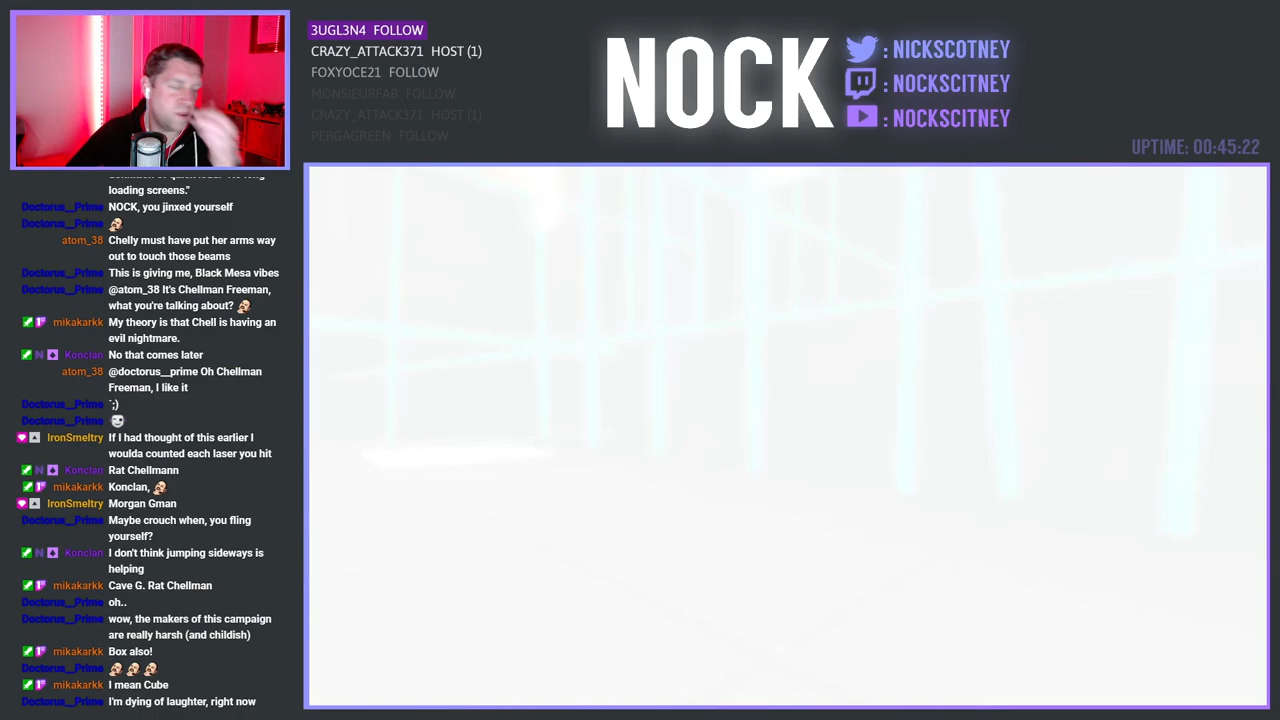 3UGL3N4 FOLLOW
CRAZY_ATTACK371 HOST (1)
FOXYOCE21 FOLLOW
MONSIEURFAB FOLLOW
CRAZY_ATTACK371 HOST (1)
PERGAGREEN FOLLOW
NOCK
: NICKSCOTNEY
: NOCKSCITNEY
: NOCKSCITNEY
UPTIME: 00:45:22
loading screens."
Doctorus__Prime NOCK, you jinxed yourself
Doctorus__Prime
atom_38 Chelly must have put her arms way
out to touch those beams
Doctorus__Prime This is giving me, Black Mesa vibes
Doctorus__Prime @atom_38 It's Chellman Freeman,
what you're talking about?
mikakarkk My theory is that Chell is having an
evil nightmare.
Konclan No that comes later
atom_38 @doctorus__prime Oh Chellman
Freeman, I like it
Doctorus__Prime ;)
Doctorus__Prime
IronSmeltry If I had thought of this earlier I
woulda counted each laser you hit
Konclan Rat Chellmann
mikakarkk Konclan,
IronSmeltry Morgan Gman
Doctorus__Prime Maybe crouch when, you fling
yourself?
Konclan I don't think jumping sideways is
helping
mikakarkk Cave G. Rat Chellman
Doctorus__Prime oh..
Doctorus__Prime wow, the makers of this campaign
are really harsh (and childish)
mikakarkk Box also!
Doctorus__Prime
mikakarkk I mean Cube
Doctorus__Prime I'm dying of laughter, right now